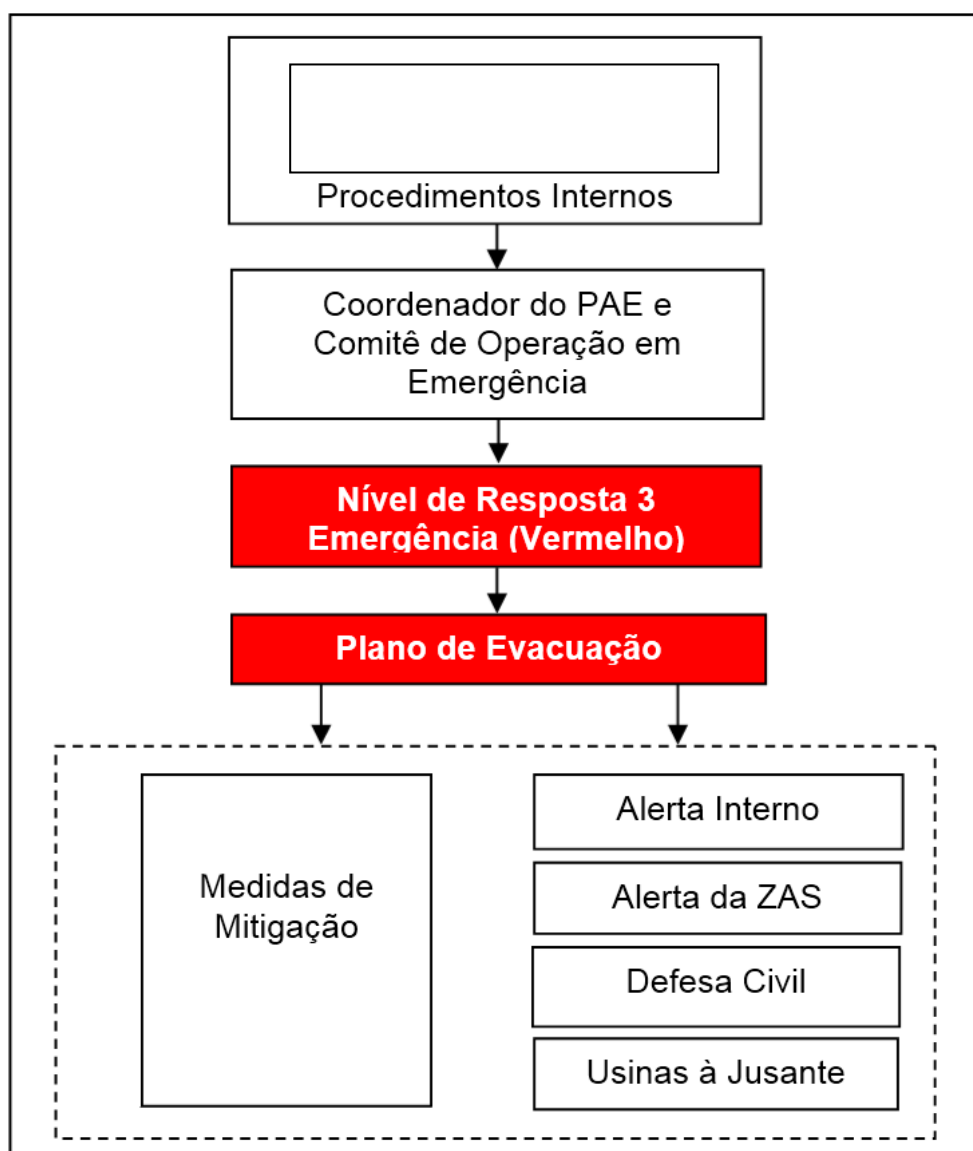 Procedimentos Internos
Coordenador do PAE e
Comitê de Operação em
Emergência
Nível de Resposta 3
Emergência (Vermelho)
Plano de Evacuação
Medidas de
Mitigação
Alerta Interno
Alerta da ZAS
Defesa Civil
Usinas à Jusante